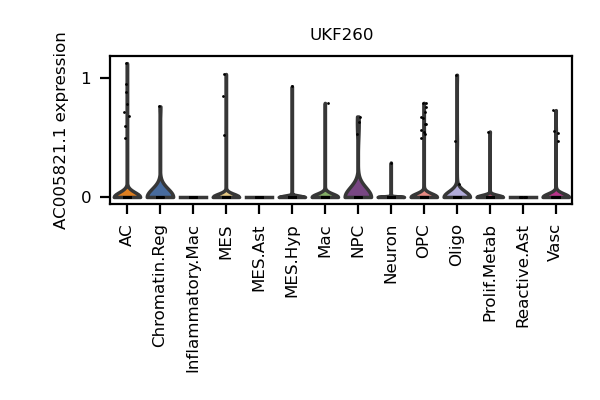 UKF260
AC005821.1 expression
1
0
AC
Chromatin.Reg
Inflammatory.Mac
MES
MES.Ast
MES.Hyp
Mac
NPC
Neuron
OPC
Oligo
Prolif.Metab
Reactive.Ast
Vasc